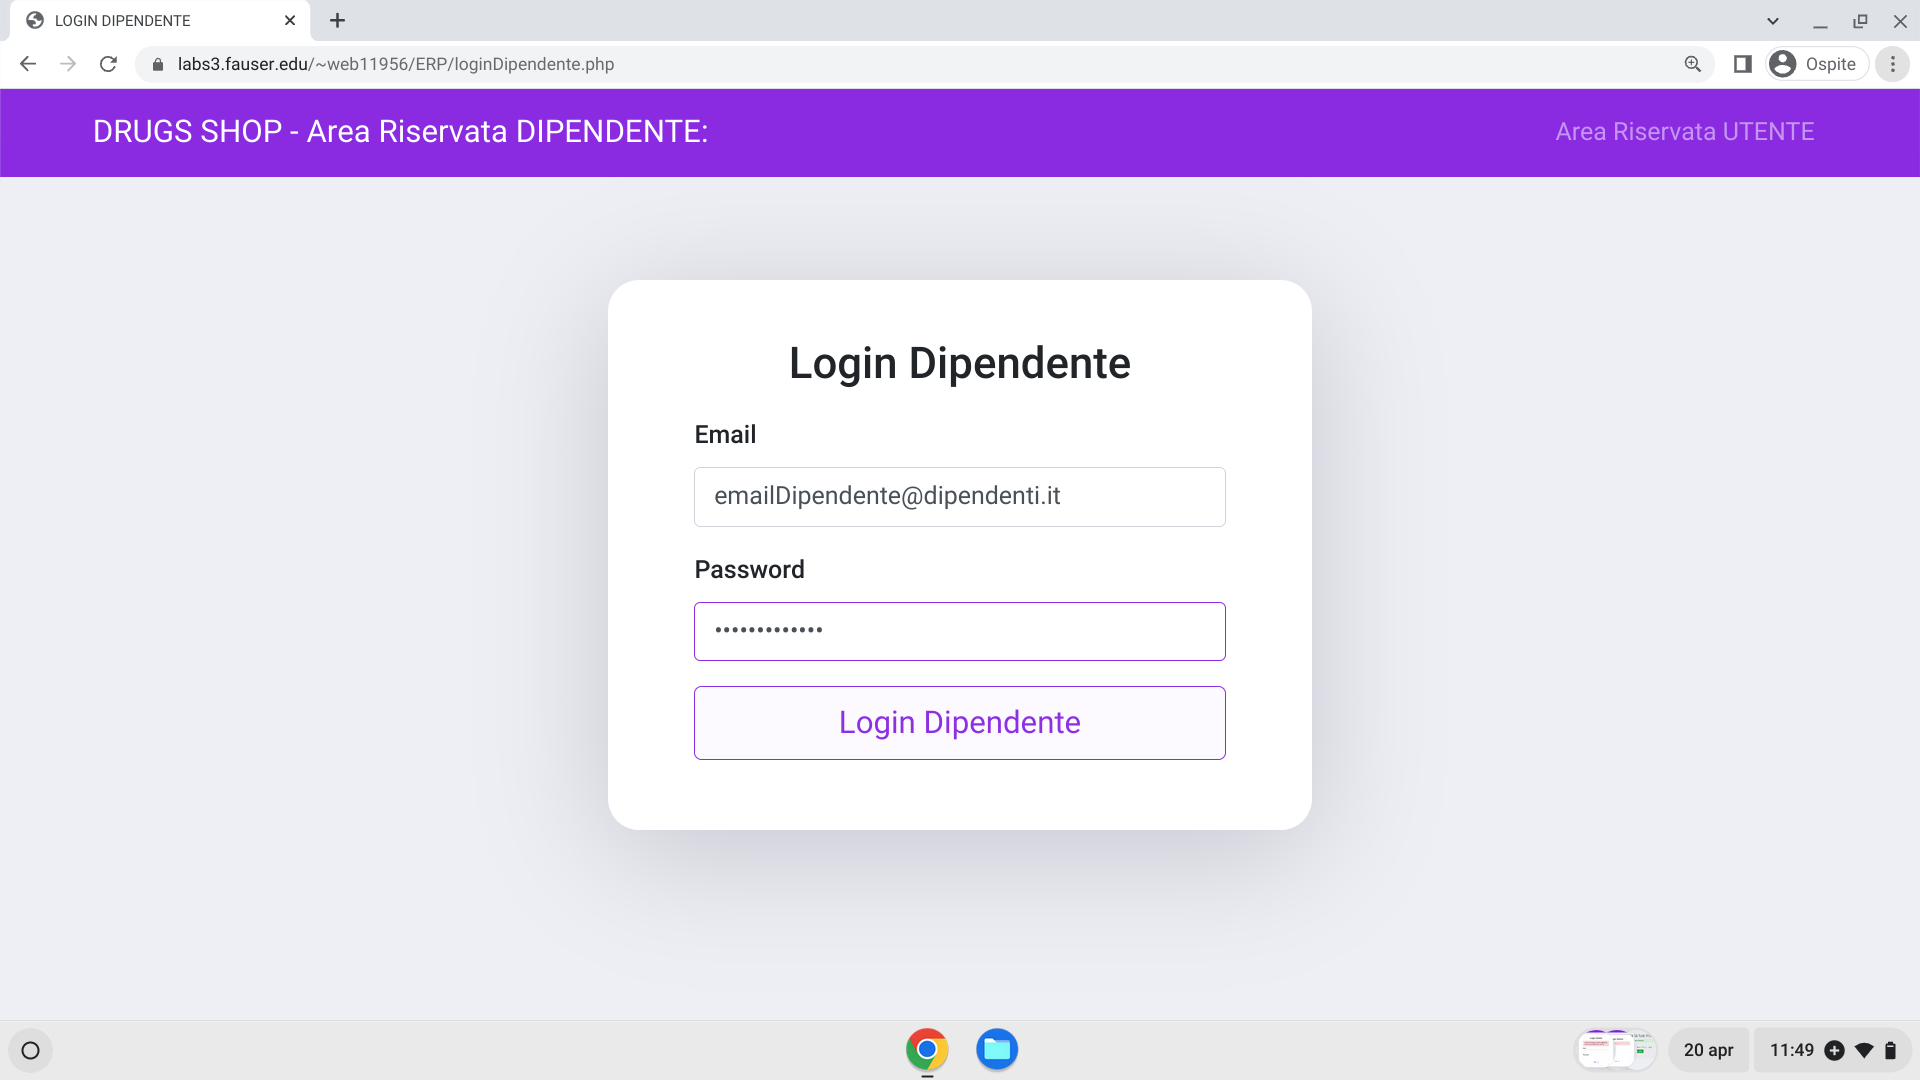 LOGIN DIPENDENTE
labs3.fauser.edu/~web11956/ERP/loginDipendente.php
Ospite
DRUGS SHOP - Area Riservata DIPENDENTE:
Area Riservata UTENTE
Login Dipendente
Email
emailDipendente@dipendenti.it
Password
•••••••••••••
Login Dipendente
20 apr
11:49